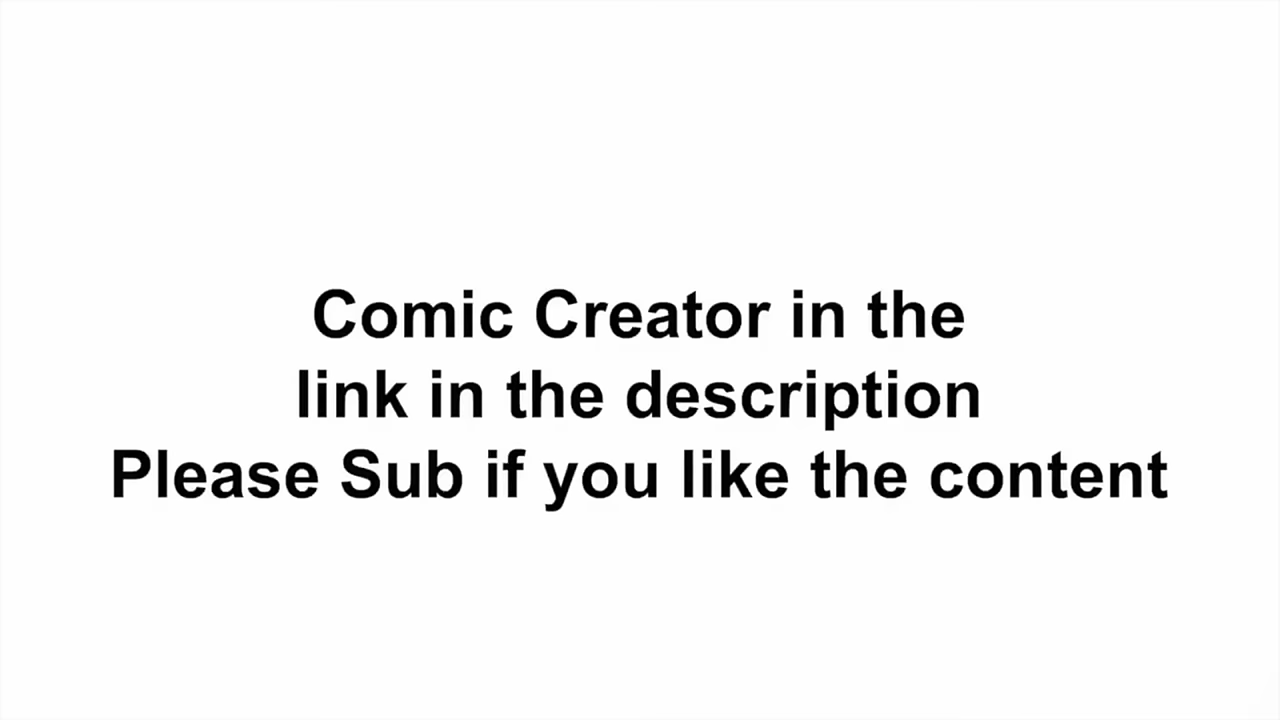 Comic Creator in the
link in the description
Please Sub if you like the content